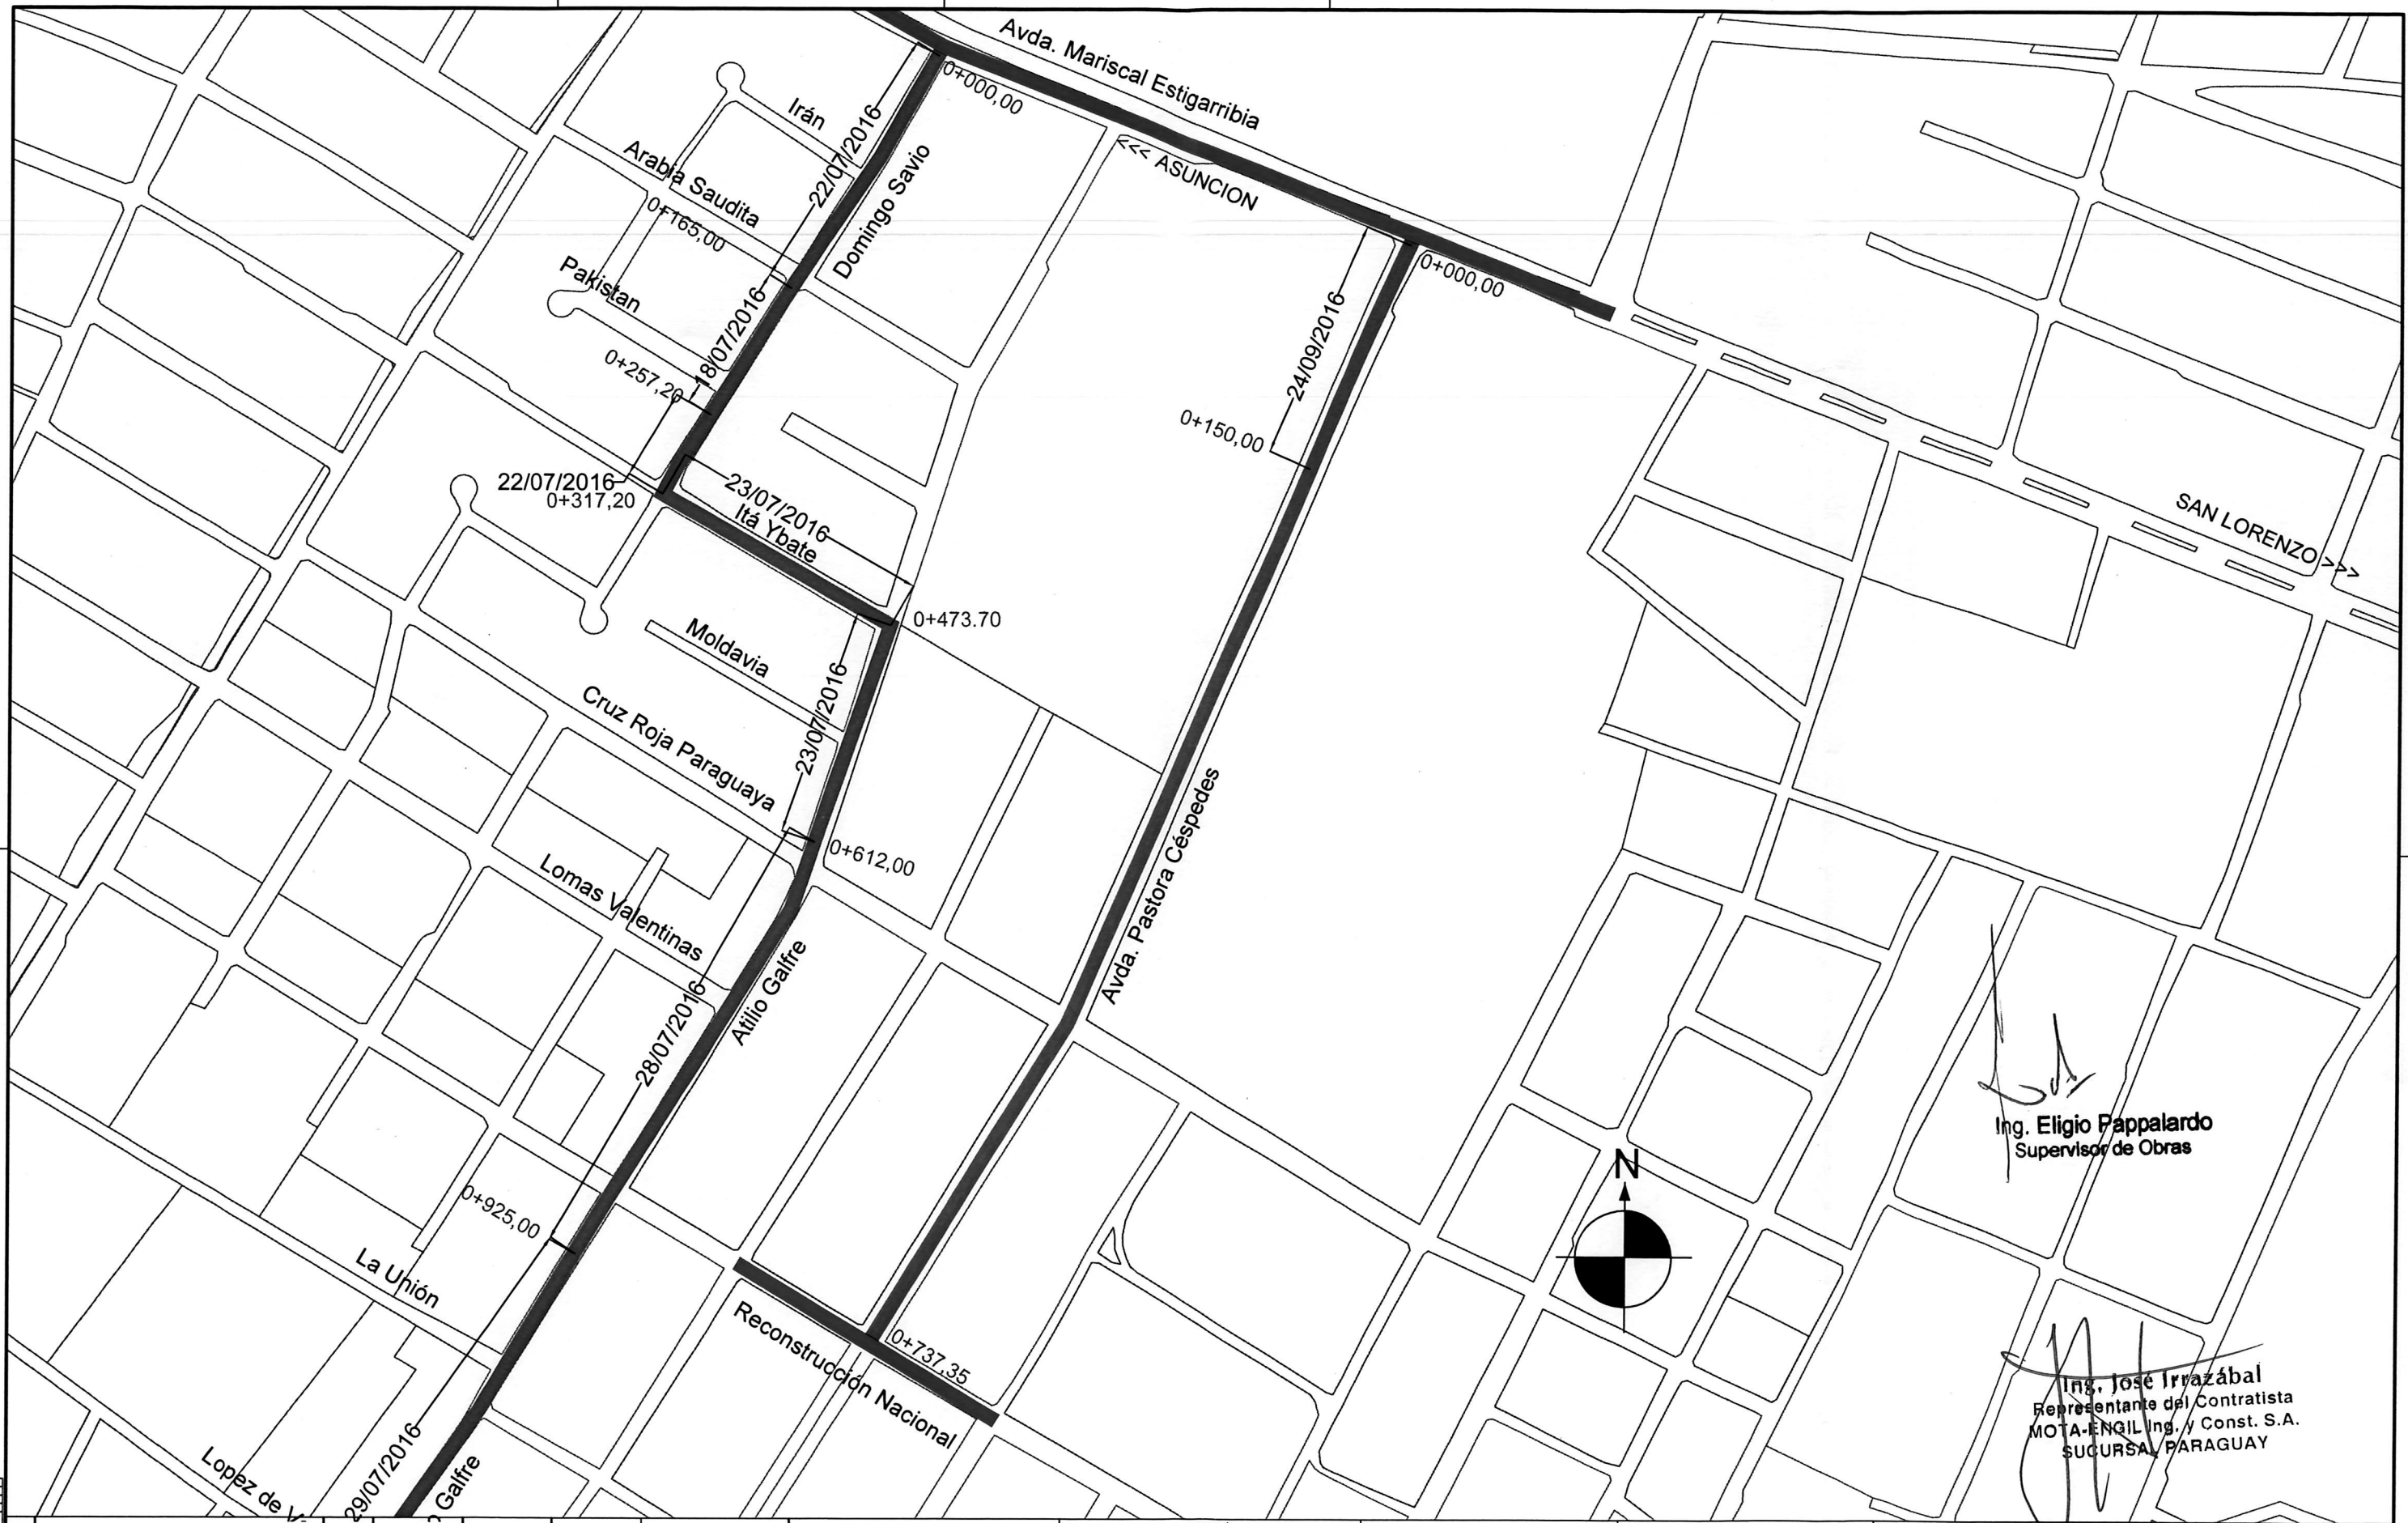 Avda. Mariscal Estigarribia
0+000,00
Irán
22/07/2016
<<< ASUNCION
Arabia Saudita
Domingo Savio
0+165,00
Pakistan
18/07/2016
0+257,20
0+000,00
24/09/2016
0+150,00
22/07/2016
0+317,20
23/07/2016
Itá Ybate
SAN LORENZO >>>
0+473.70
Moldavia
23/07/2016
Cruz Roja Paraguaya
0+612,00
Avda. Pastora Céspedes
Lomas Valentinas
Atilio Galfre
28/07/2016
Ing. Eligio Pappalardo
Supervisor de Obras
N
0+925,00
La Unión
Reconstrucción Nacional
0+737,35
Ing. José Irrazábal
Representante del Contratista
MOTA-ENGIL Ing. y Const. S.A.
SUCURSAL PARAGUAY
29/07/2016
Lopez de
Galfre